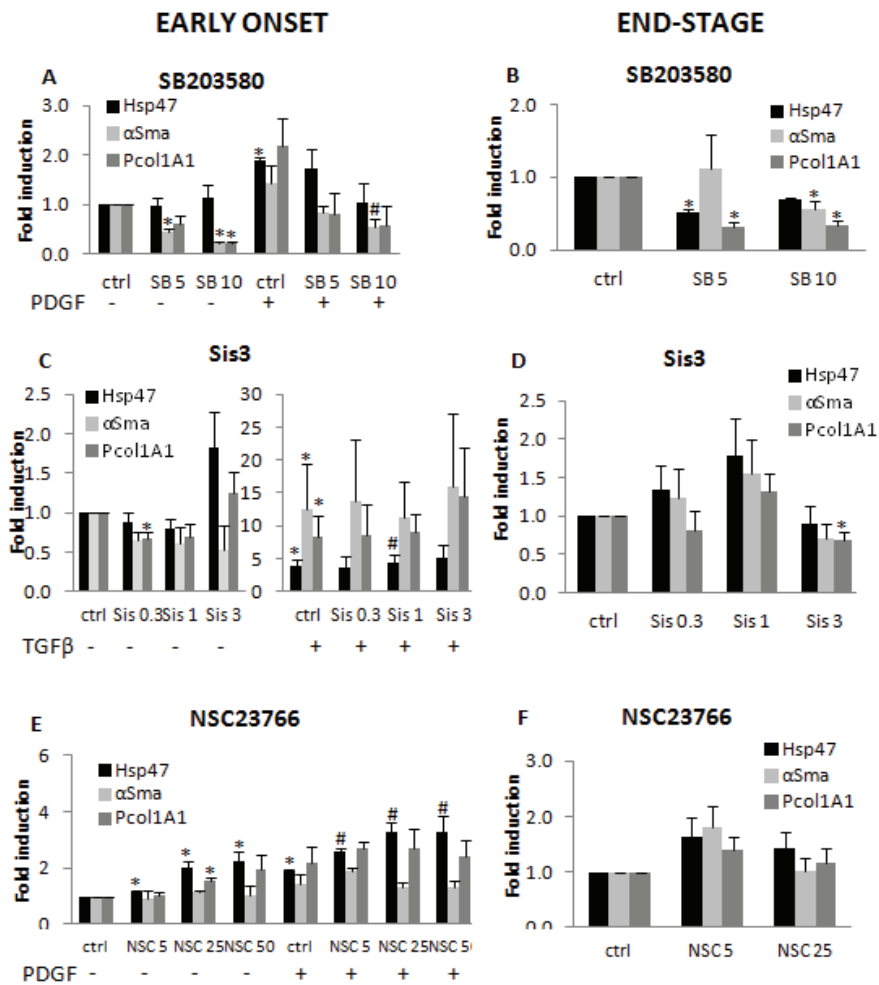 EARLY ONSET
END-STAGE
A
SB203580
Fold induction
3.0
2.0
1.0
0.0
Hsp47
αSma
Pcol1A1
*
**
*
#
ctrl SB 5 SB 10 ctrl SB 5 SB 10
PDGF - - - + + +
B
SB203580
Fold induction
2.0
1.0
0.0
Hsp47
αSma
Pcol1A1
* * * *
ctrl SB 5 SB 10
C
Sis3
Fold induction
2.5
2.0
1.5
1.0
0.5
0.0
Hsp47
αSma
Pcol1A1
*
30
25
20
15
10
5
0
* * * #
ctrl Sis 0.3 Sis 1 Sis 3 ctrl Sis 0.3 Sis 1 Sis 3
TGFβ - - - - + + + +
D
Sis3
Fold induction
2.5
2.0
1.5
1.0
0.5
0.0
Hsp47
αSma
Pcol1A1
*
ctrl Sis 0.3 Sis 1 Sis 3
E
NSC23766
Fold induction
6
4
2
0
Hsp47
αSma
Pcol1A1
* * * * * # # #
ctrl NSC 5 NSC 25 NSC 50 ctrl NSC 5 NSC 25 NSC 5
PDGF - - - - + + + +
F
NSC23766
Fold induction
3.0
2.0
1.0
0.0
Hsp47
αSma
Pcol1A1
ctrl NSC 5 NSC 25